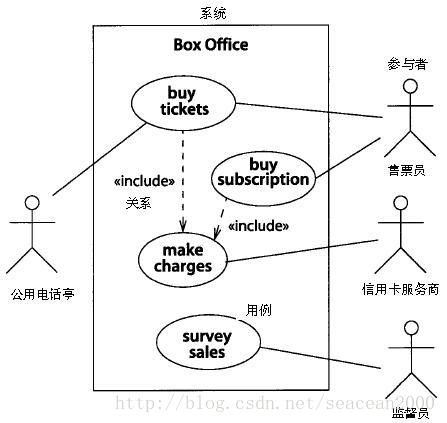 系统
Box Office
参与者
buy
tickets
售票员
buy
subscription
«include»
关系
«include»
make
charges
公用电话亭
信用卡服务商
用例
survey
sales
监督员
http://blog.csdn.net/seacean2000